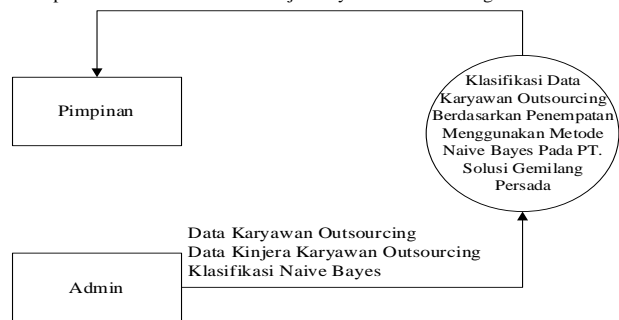 Pimpinan
Klasifikasi Data
Karyawan Outsourcing
Berdasarkan Penempatan
Menggunakan Metode
Naive Bayes Pada PT.
Solusi Gemilang
Persada
Data Karyawan Outsourcing
Data Kinjera Karyawan Outsourcing
Klasifikasi Naive Bayes
Admin